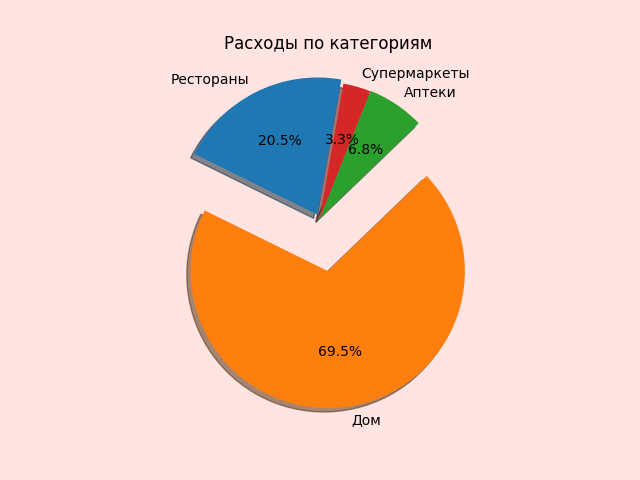 Расходы по категориям
Супермаркеты
Рестораны
Аптеки
3.3%
20.5%
6.8%
69.5%
Дом